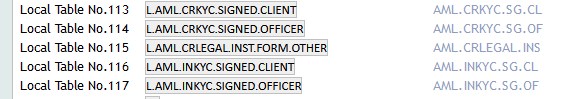 Local Table No.113 L.AML.CRKYC.SIGNED.CLIENT AML.CRKYC.SG.CL
Local Table No.114 L.AML.CRKYC.SIGNED.OFFICER AML.CRKYC.SG.OF
Local Table No.115 L.AML.CRLEGAL.INST.FORM.OTHER AML.CRLEGAL.INS
Local Table No.116 L.AML.INKYC.SIGNED.CLIENT AML.INKYC.SG.CL
Local Table No.117 L.AML.INKYC.SIGNED.OFFICER AML.INKYC.SG.OF